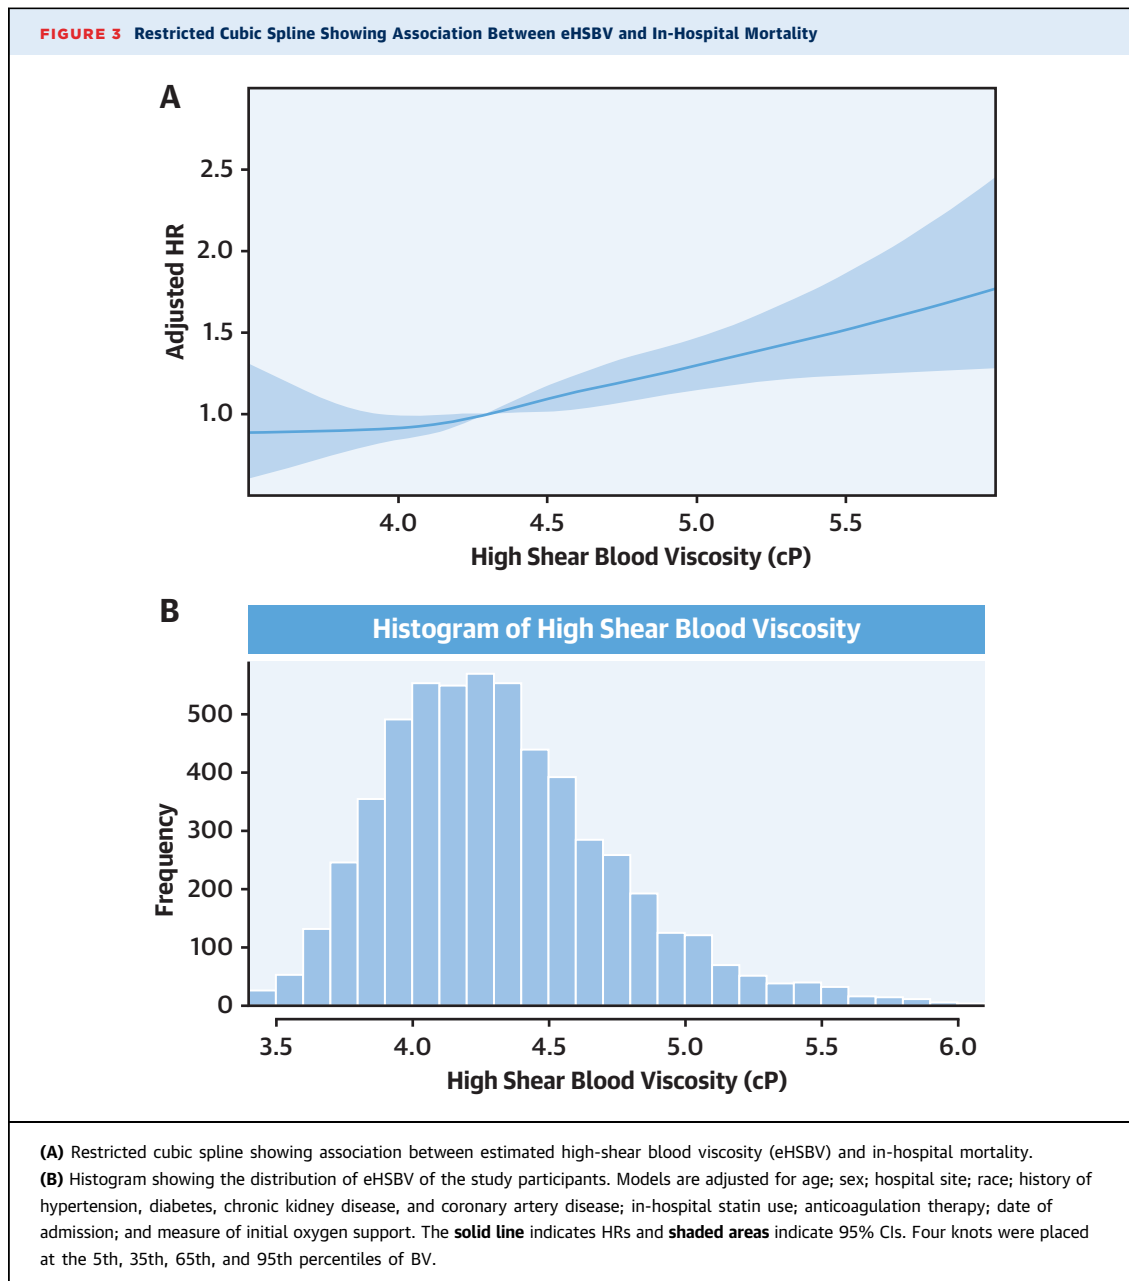 FIGURE 3 Restricted Cubic Spline Showing Association Between eHSBV and In-Hospital Mortality
A
2.5
2.0
1.5
1.0
Adjusted HR
4.0 4.5 5.0 5.5
High Shear Blood Viscosity (cP)
B
Histogram of High Shear Blood Viscosity
500
400
300
200
100
0
Frequency
3.5 4.0 4.5 5.0 5.5 6.0
High Shear Blood Viscosity (cP)
(A) Restricted cubic spline showing association between estimated high-shear blood viscosity (eHSBV) and in-hospital mortality.
(B) Histogram showing the distribution of eHSBV of the study participants. Models are adjusted for age; sex; hospital site; race; history of
hypertension, diabetes, chronic kidney disease, and coronary artery disease; in-hospital statin use; anticoagulation therapy; date of
admission; and measure of initial oxygen support. The solid line indicates HRs and shaded areas indicate 95% CIs. Four knots were placed
at the 5th, 35th, 65th, and 95th percentiles of BV.